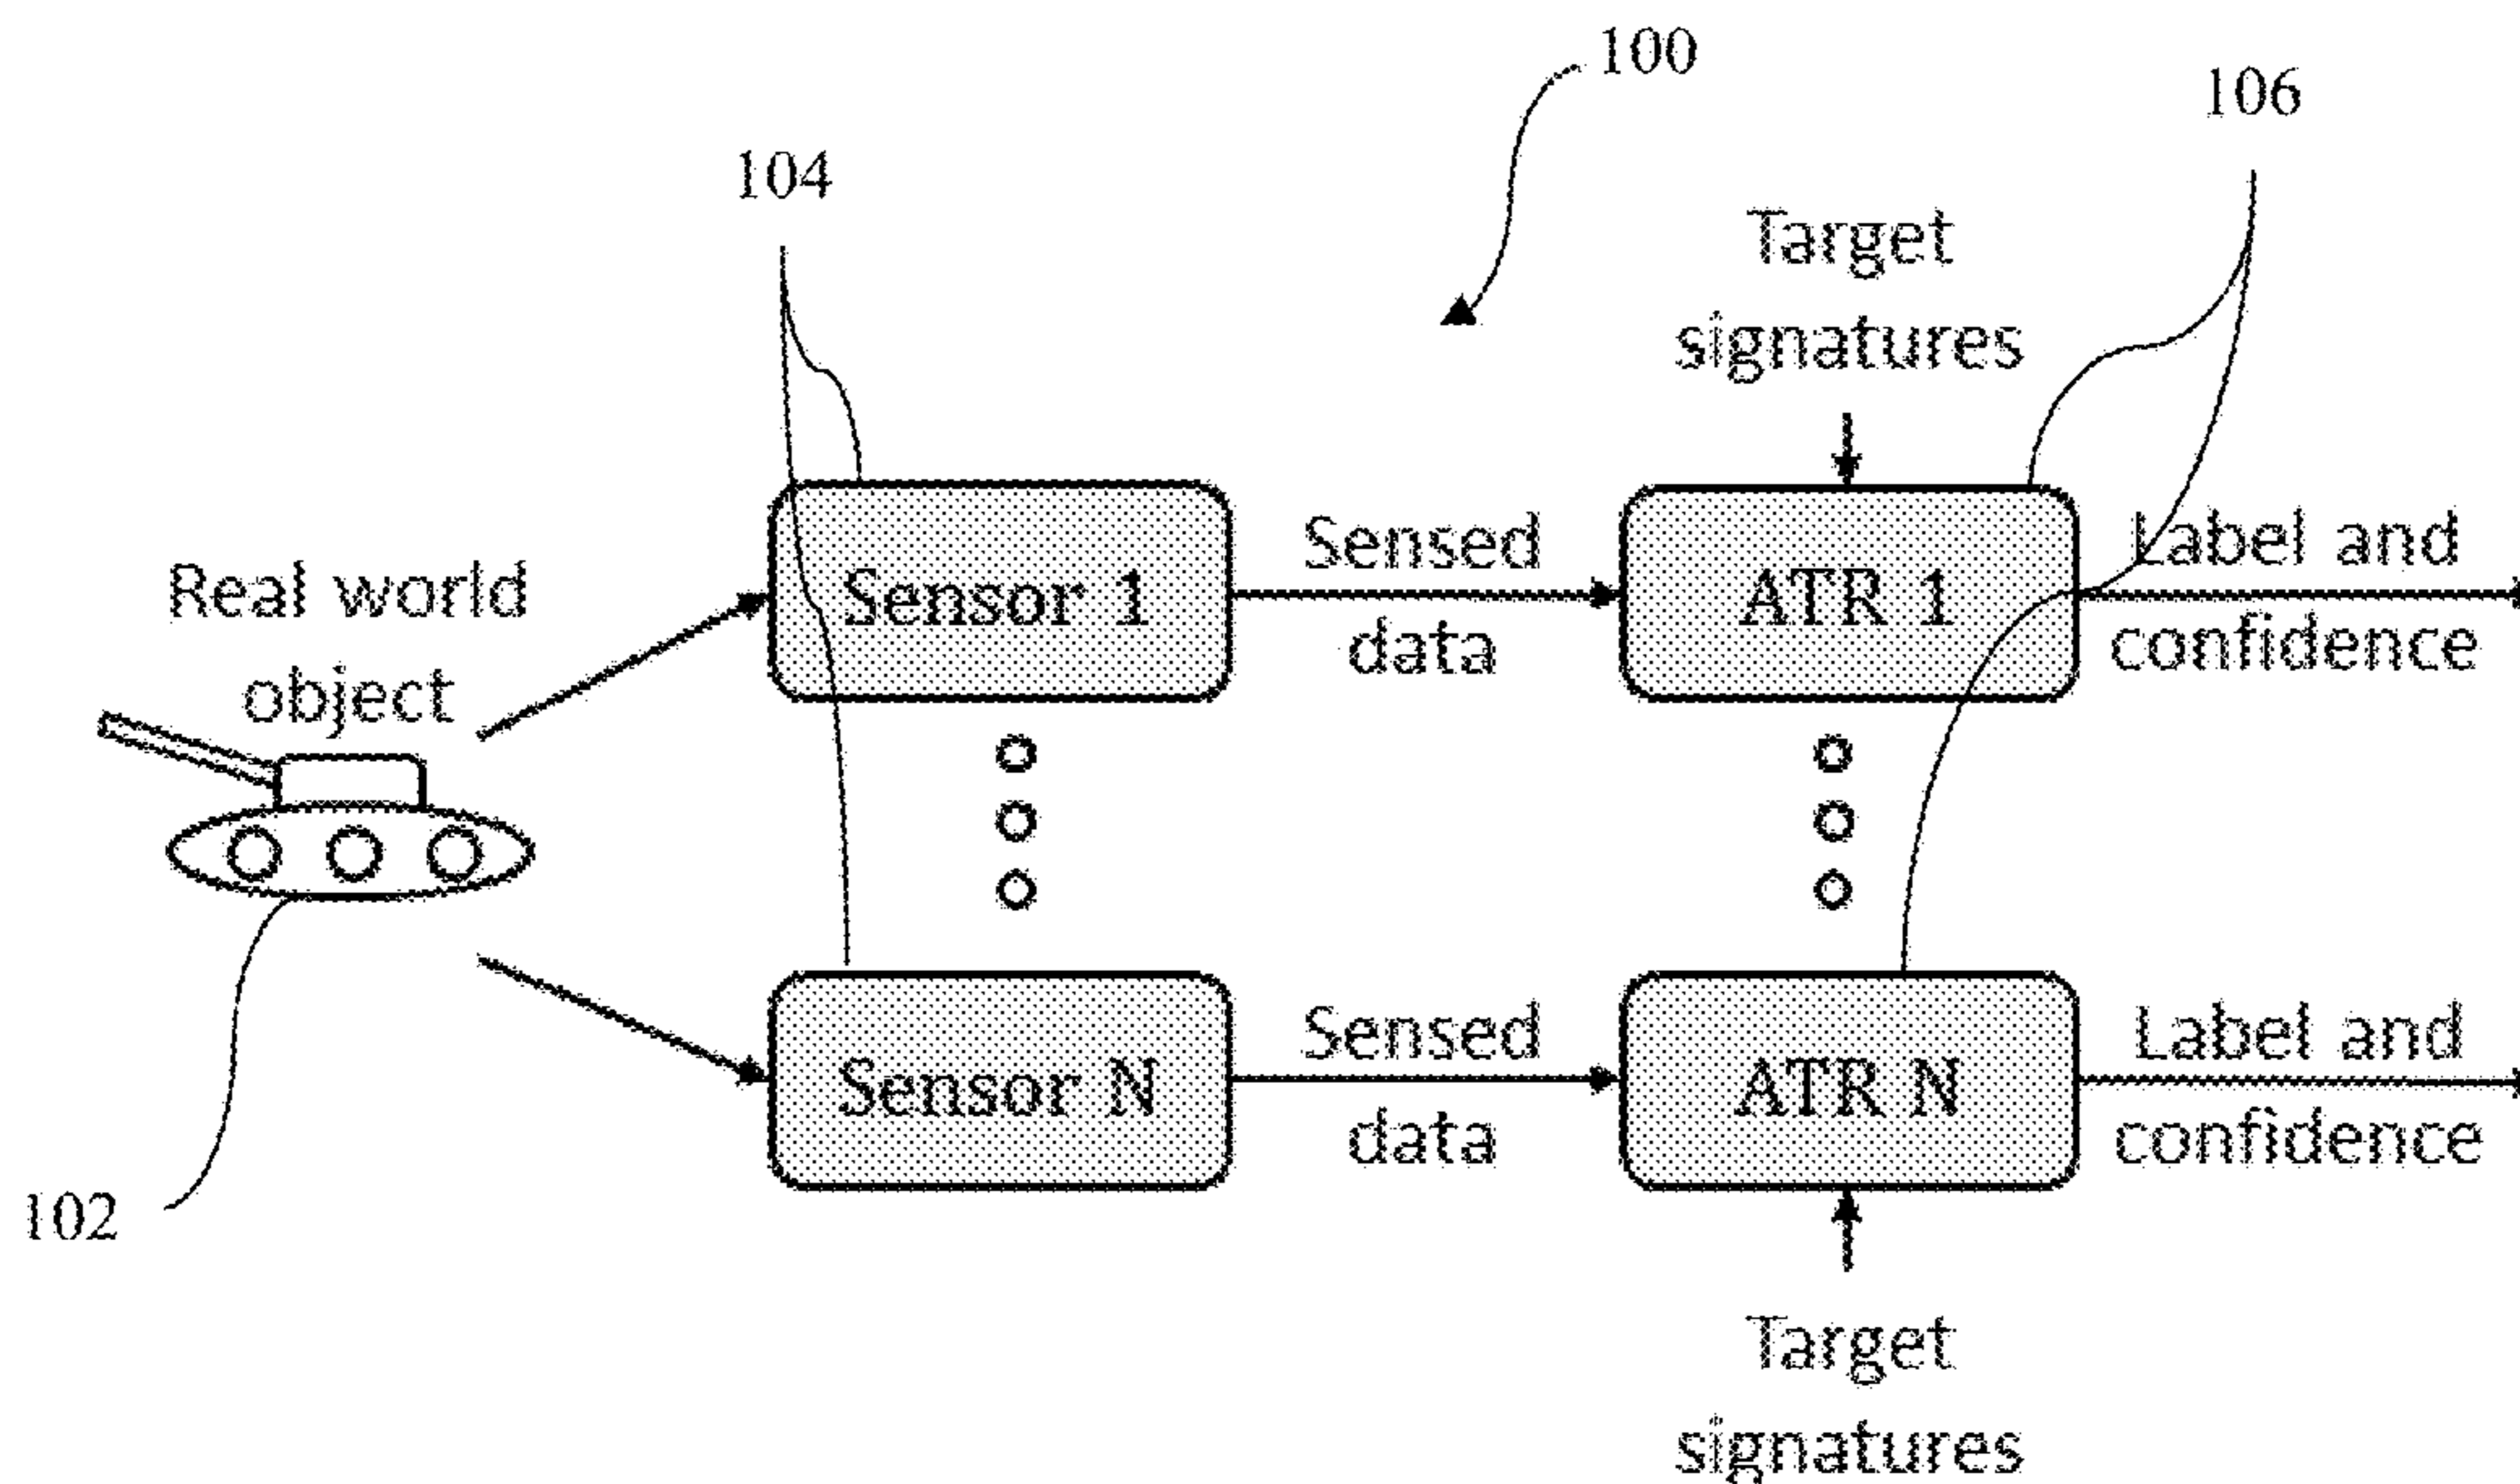 100
106
104
Target
signatures
Sensed
Label and
Real world
Sensor 1
ATR 1
data
confidence
object
Sensed
Label and
Sensor N
ATR N
data
confidence
102
Target
signatures